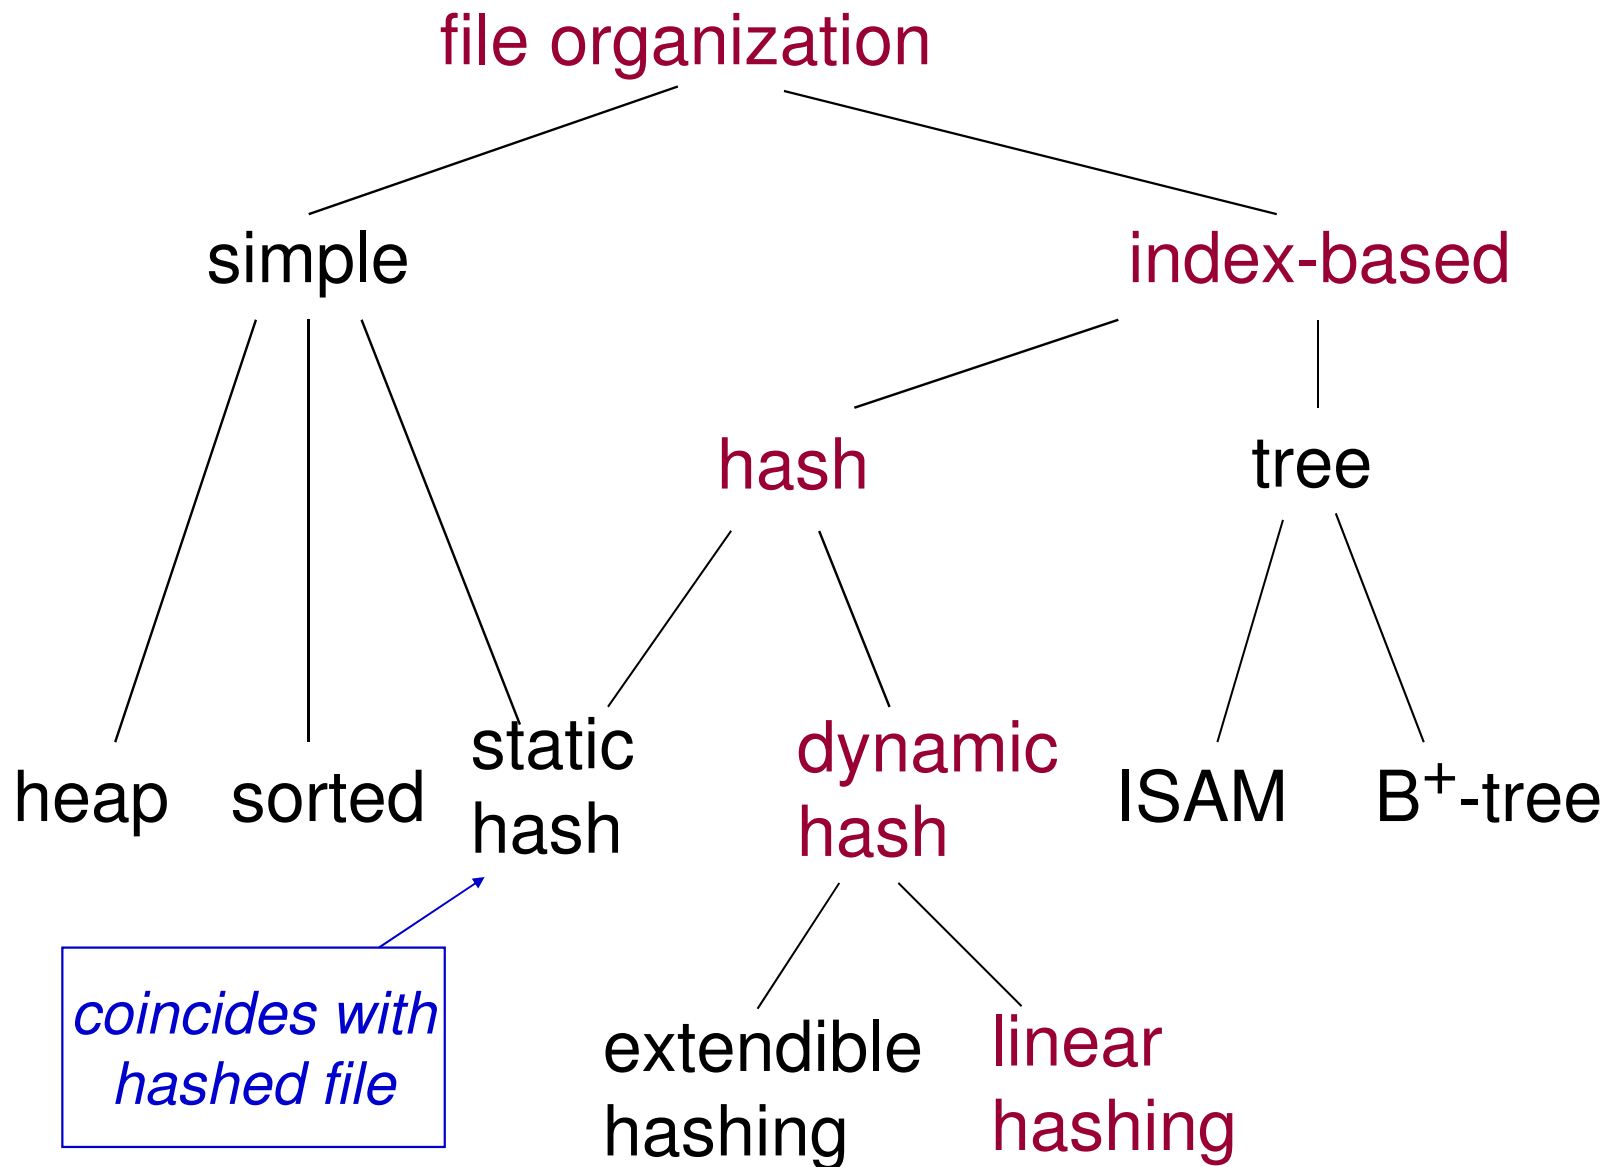 file organization
simple
index-based
hash
tree
heap
sorted
static
hash
dynamic
hash
ISAM
B⁺-tree
coincides with
hashed file
extendible
hashing
linear
hashing